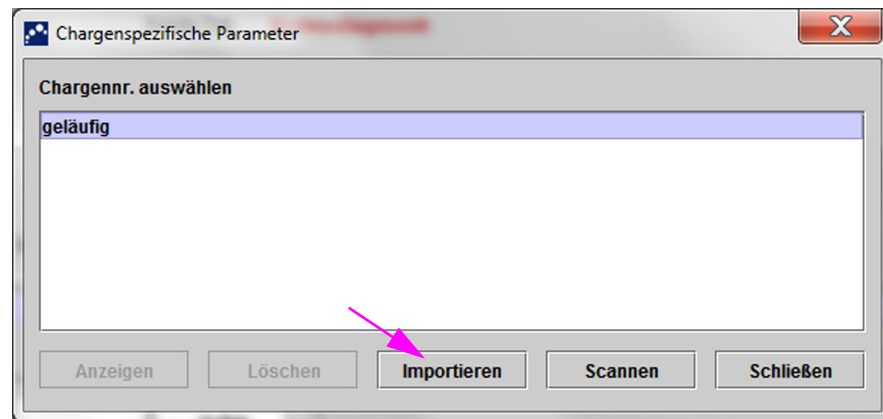 Chargenspezifische Parameter
Chargennr. auswählen
geläufig
Anzeigen Löschen Importieren Scannen Schließen